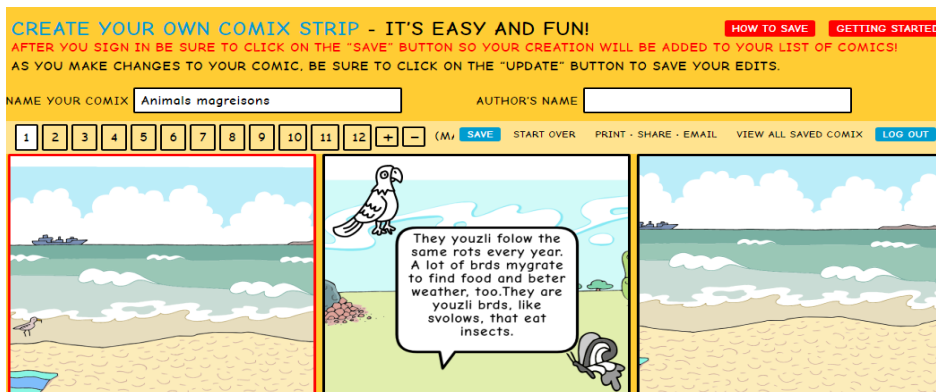 CREATE YOUR OWN COMIX STRIP - IT'S EASY AND FUN!
HOW TO SAVE
GETTING STARTED
AFTER YOU SIGN IN BE SURE TO CLICK ON THE "SAVE" BUTTON SO YOUR CREATION WILL BE ADDED TO YOUR LIST OF COMICS!
AS YOU MAKE CHANGES TO YOUR COMIC, BE SURE TO CLICK ON THE "UPDATE" BUTTON TO SAVE YOUR EDITS.
NAME YOUR COMIX Animals magreisons AUTHOR'S NAME
1 2 3 4 5 6 7 8 9 10 11 12 + - SAVE START OVER PRINT · SHARE · EMAIL VIEW ALL SAVED COMIX LOG OUT
They youzli folow the
same rots every year.
A lot of brds mygrate
to find food and beter
weather, too.They are
youzli brds, like
svolows, that eat
insects.